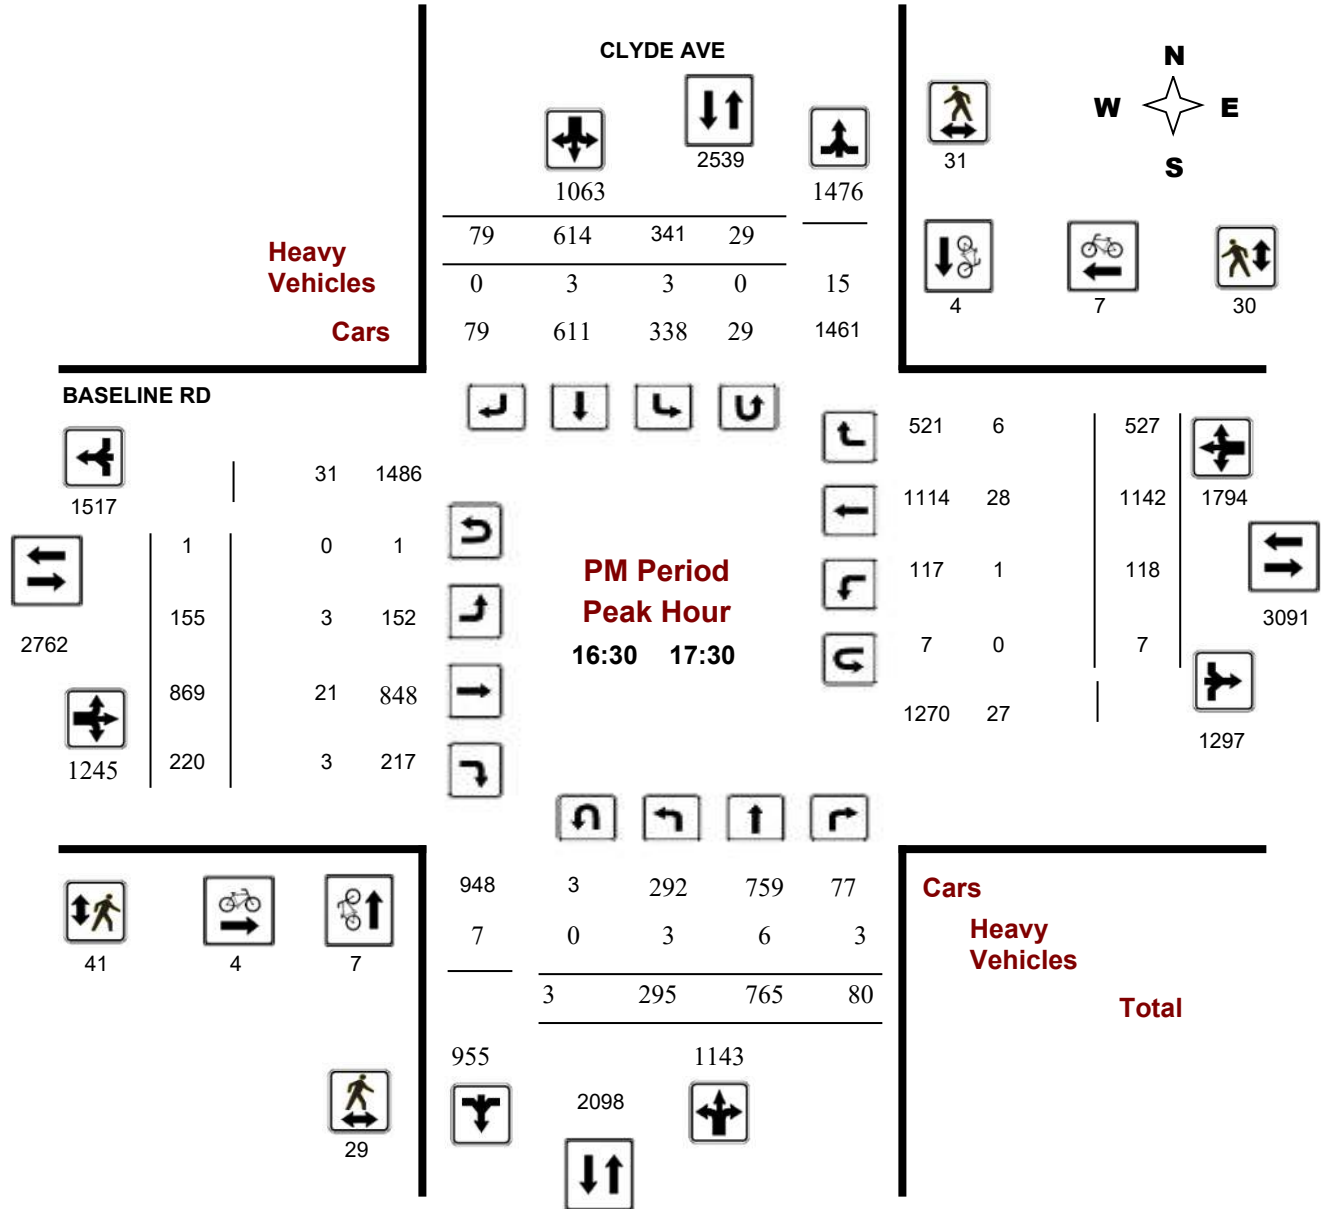 CLYDE AVE
N
W E
S
2539
31
1063 1476
79 614 341 29
Heavy
Vehicles 0 3 3 0 15
Cars 79 611 338 29 1461
4 7 30
BASELINE RD
521 6 527
1517 31 1486
1114 28 1142 1794
1 0 1
117 1 118
PM Period
Peak Hour
155 3 152
3091
2762
16:30 17:30
7 0 7
869 21 848
1270 27
1297
1245 220 3 217
948 3 292 759 77
Cars
7 0 3 6 3
Heavy
Vehicles
41 4 7
3 295 765 80
Total
955 1143
2098
29